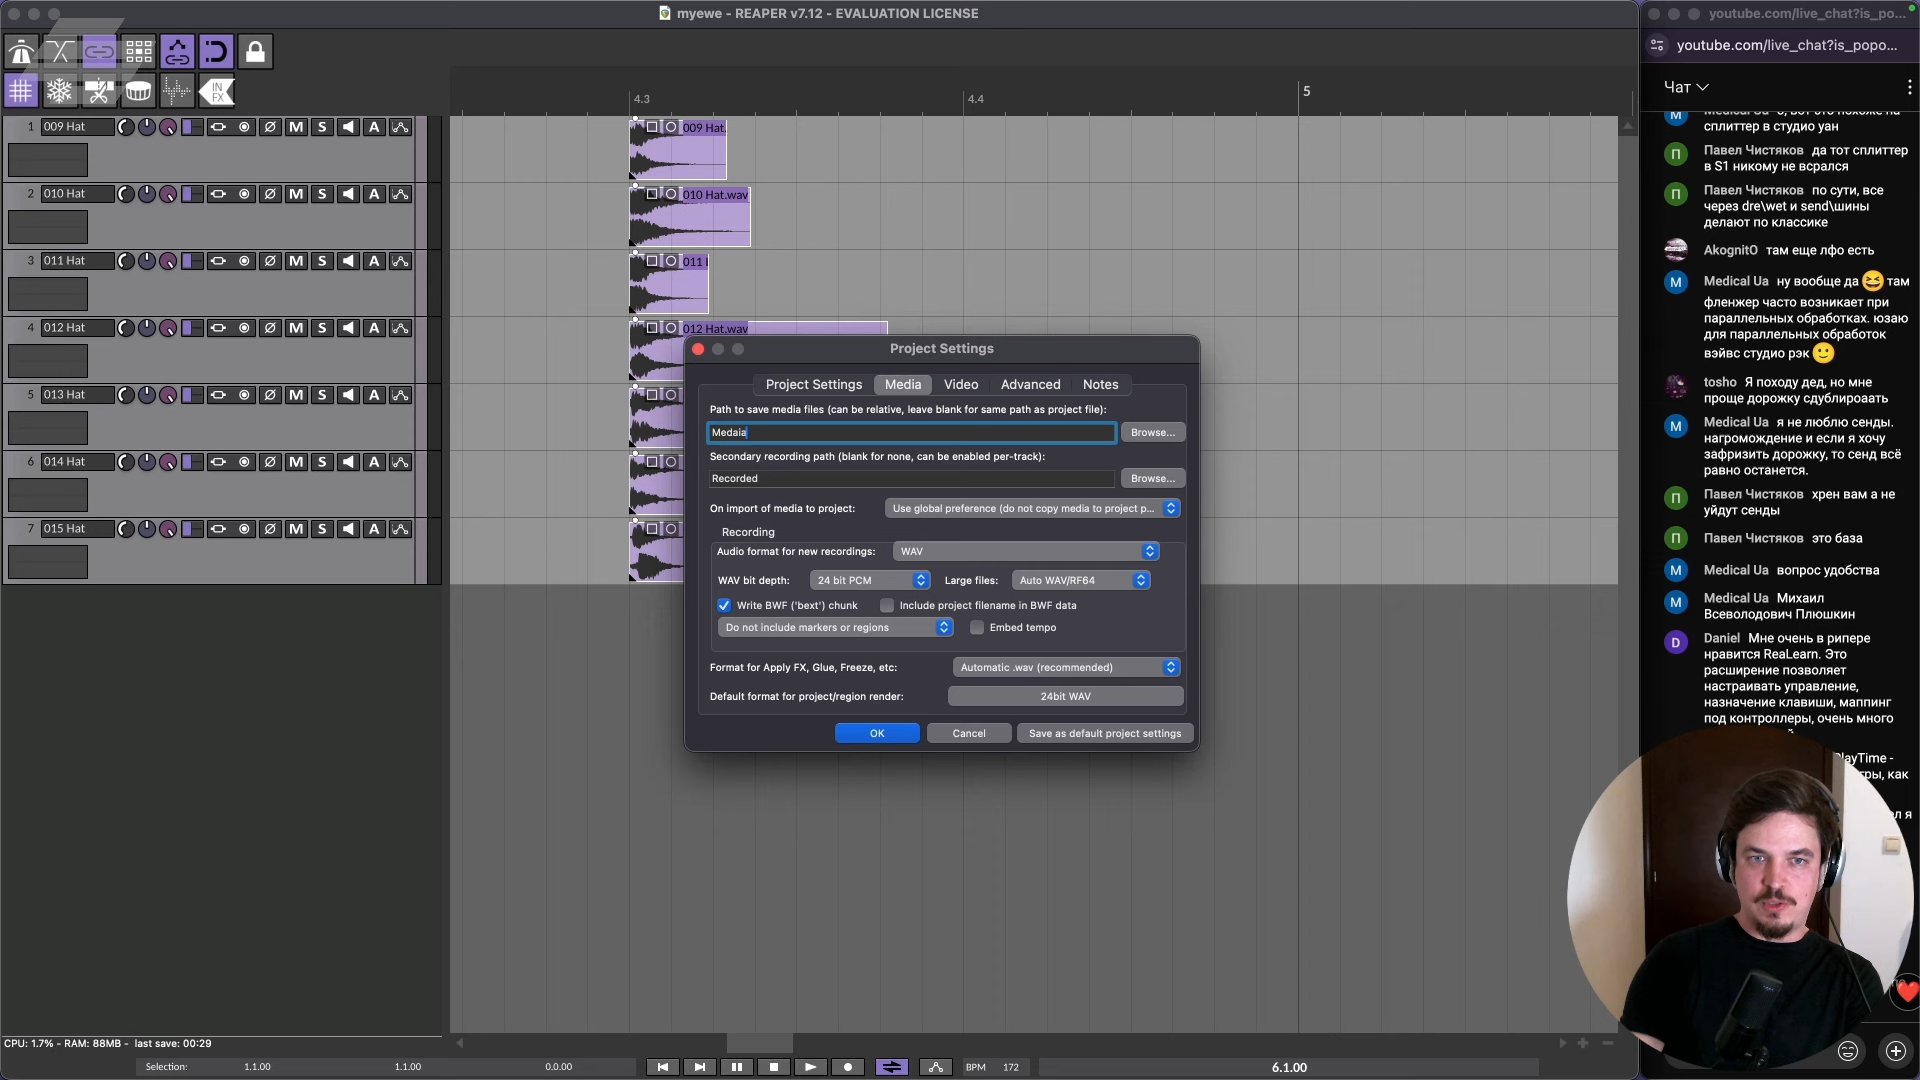 myewe - REAPER v7.12 - EVALUATION LICENSE
IN
FX
4.3
4.4
5
1 009 Hat M S A
2 010 Hat M S A
3 011 Hat M S A
4 012 Hat M S A
5 013 Hat M S A
6 014 Hat M S A
7 015 Hat M S A
009 Hat.
010 Hat.wav
011
012 Hat.wav
Project Settings
Project Settings Media Video Advanced Notes
Path to save media files (can be relative, leave blank for same path as project file):
Medaia Browse...
Secondary recording path (blank for none, can be enabled per-track):
Recorded Browse...
On import of media to project: Use global preference (do not copy media to project p...
Recording
Audio format for new recordings: WAV
WAV bit depth: 24 bit PCM Large files: Auto WAV/RF64
Write BWF ('bext') chunk Include project filename in BWF data
Do not include markers or regions Embed tempo
Format for Apply FX, Glue, Freeze, etc: Automatic .wav (recommended)
Default format for project/region render: 24bit WAV
OK Cancel Save as default project settings
CPU: 1.7% - RAM: 88MB - last save: 00:29
Selection: 1.1.00 1.1.00 0.0.00 BPM 172 6.1.00
youtube.com/live_chat?is_po...
youtube.com/live_chat?is_popo...
Чат
сплиттер в студио уан
Павел Чистяков да тот сплиттер
в S1 никому не всрался
Павел Чистяков по сути, все
через dre\wet и send\шины
делают по классике
AkognitO там еще лфо есть
Medical Ua ну вообще да 😆 там
фленжер часто возникает при
параллельных обработках. юзаю
для параллельных обработок
вэйвс студио рэк 🙂
tosho Я походу дед, но мне
проще дорожку сдублироаать
Medical Ua я не люблю сенды.
нагромождение и если я хочу
зафризить дорожку, то сенд всё
равно останется.
Павел Чистяков хрен вам а не
уйдут сенды
Павел Чистяков это база
Medical Ua вопрос удобства
Medical Ua Михаил
Всеволодович Плюшкин
Daniel Мне очень в рипере
нравится ReaLearn. Это
расширение позволяет
настраивать управление,
назначение клавиши, маппинг
под контроллеры, очень много
layTime -
ры, как
л я